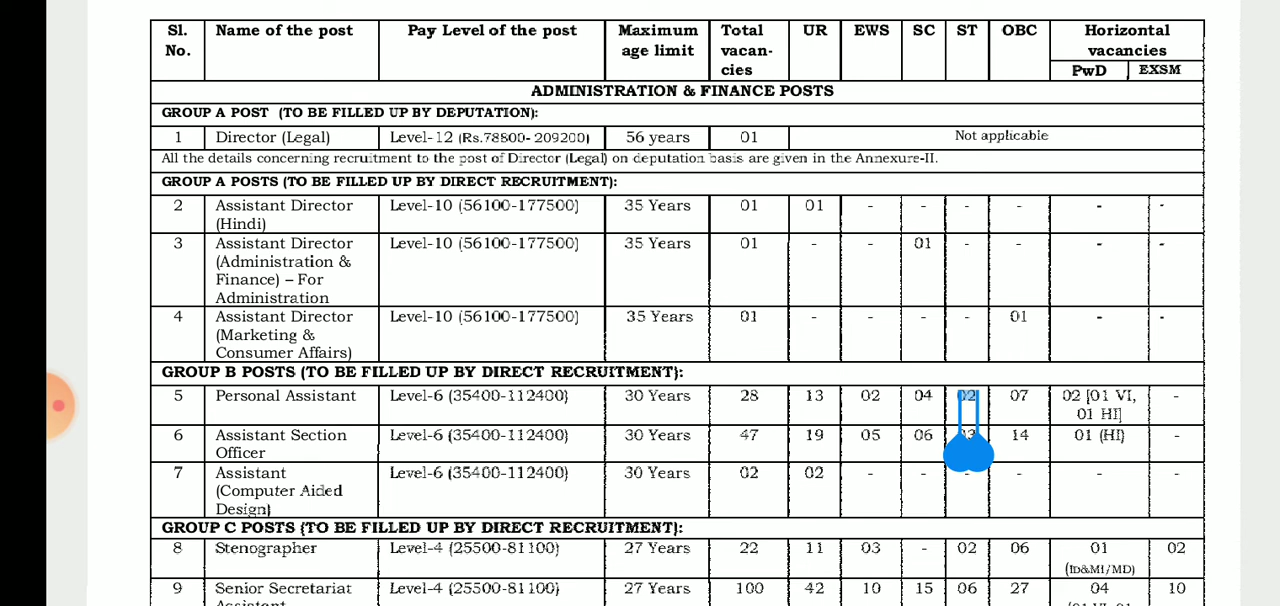 Sl. No. Name of the post Pay Level of the post Maximum age limit Total vacan-cies UR EWS SC ST OBC Horizontal vacancies
PwD EXSM
ADMINISTRATION & FINANCE POSTS
GROUP A POST (TO BE FILLED UP BY DEPUTATION):
1 Director (Legal) Level-12 (Rs.78800- 209200) 56 years 01 Not applicable
All the details concerning recruitment to the post of Director (Legal) on deputation basis are given in the Annexure-II.
GROUP A POSTS (TO BE FILLED UP BY DIRECT RECRUITMENT):
2 Assistant Director Level-10 (56100-177500) 35 Years 01 01 - - - - - -
(Hindi)
3 Assistant Director Level-10 (56100-177500) 35 Years 01 - - 01 - - - -
(Administration &
Finance) – For
Administration
4 Assistant Director Level-10 (56100-177500) 35 Years 01 - - - - 01 - -
(Marketing &
Consumer Affairs)
GROUP B POSTS (TO BE FILLED UP BY DIRECT RECRUITMENT):
5 Personal Assistant Level-6 (35400-112400) 30 Years 28 13 02 04 02 07 02 [01 VI, -
01 HI]
6 Assistant Section Level-6 (35400-112400) 30 Years 47 19 05 06 14 01 (HI) -
Officer
7 Assistant Level-6 (35400-112400) 30 Years 02 02 - - - - - -
(Computer Aided
Design)
GROUP C POSTS (TO BE FILLED UP BY DIRECT RECRUITMENT):
8 Stenographer Level-4 (25500-81100) 27 Years 22 11 03 - 02 06 01 02
(ID&MI/MD)
9 Senior Secretariat Level-4 (25500-81100) 27 Years 100 42 10 15 06 27 04 10